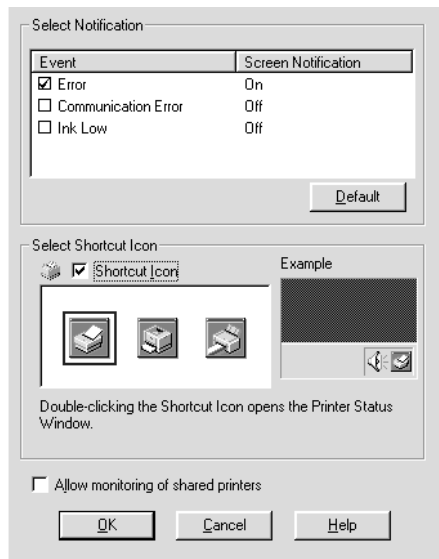 Select Notification
Event Screen Notification
Error On
Communication Error Off
Ink Low Off
Default
Select Shortcut Icon
Shortcut Icon
Example
Double-clicking the Shortcut Icon opens the Printer Status
Window.
Allow monitoring of shared printers
OK Cancel Help